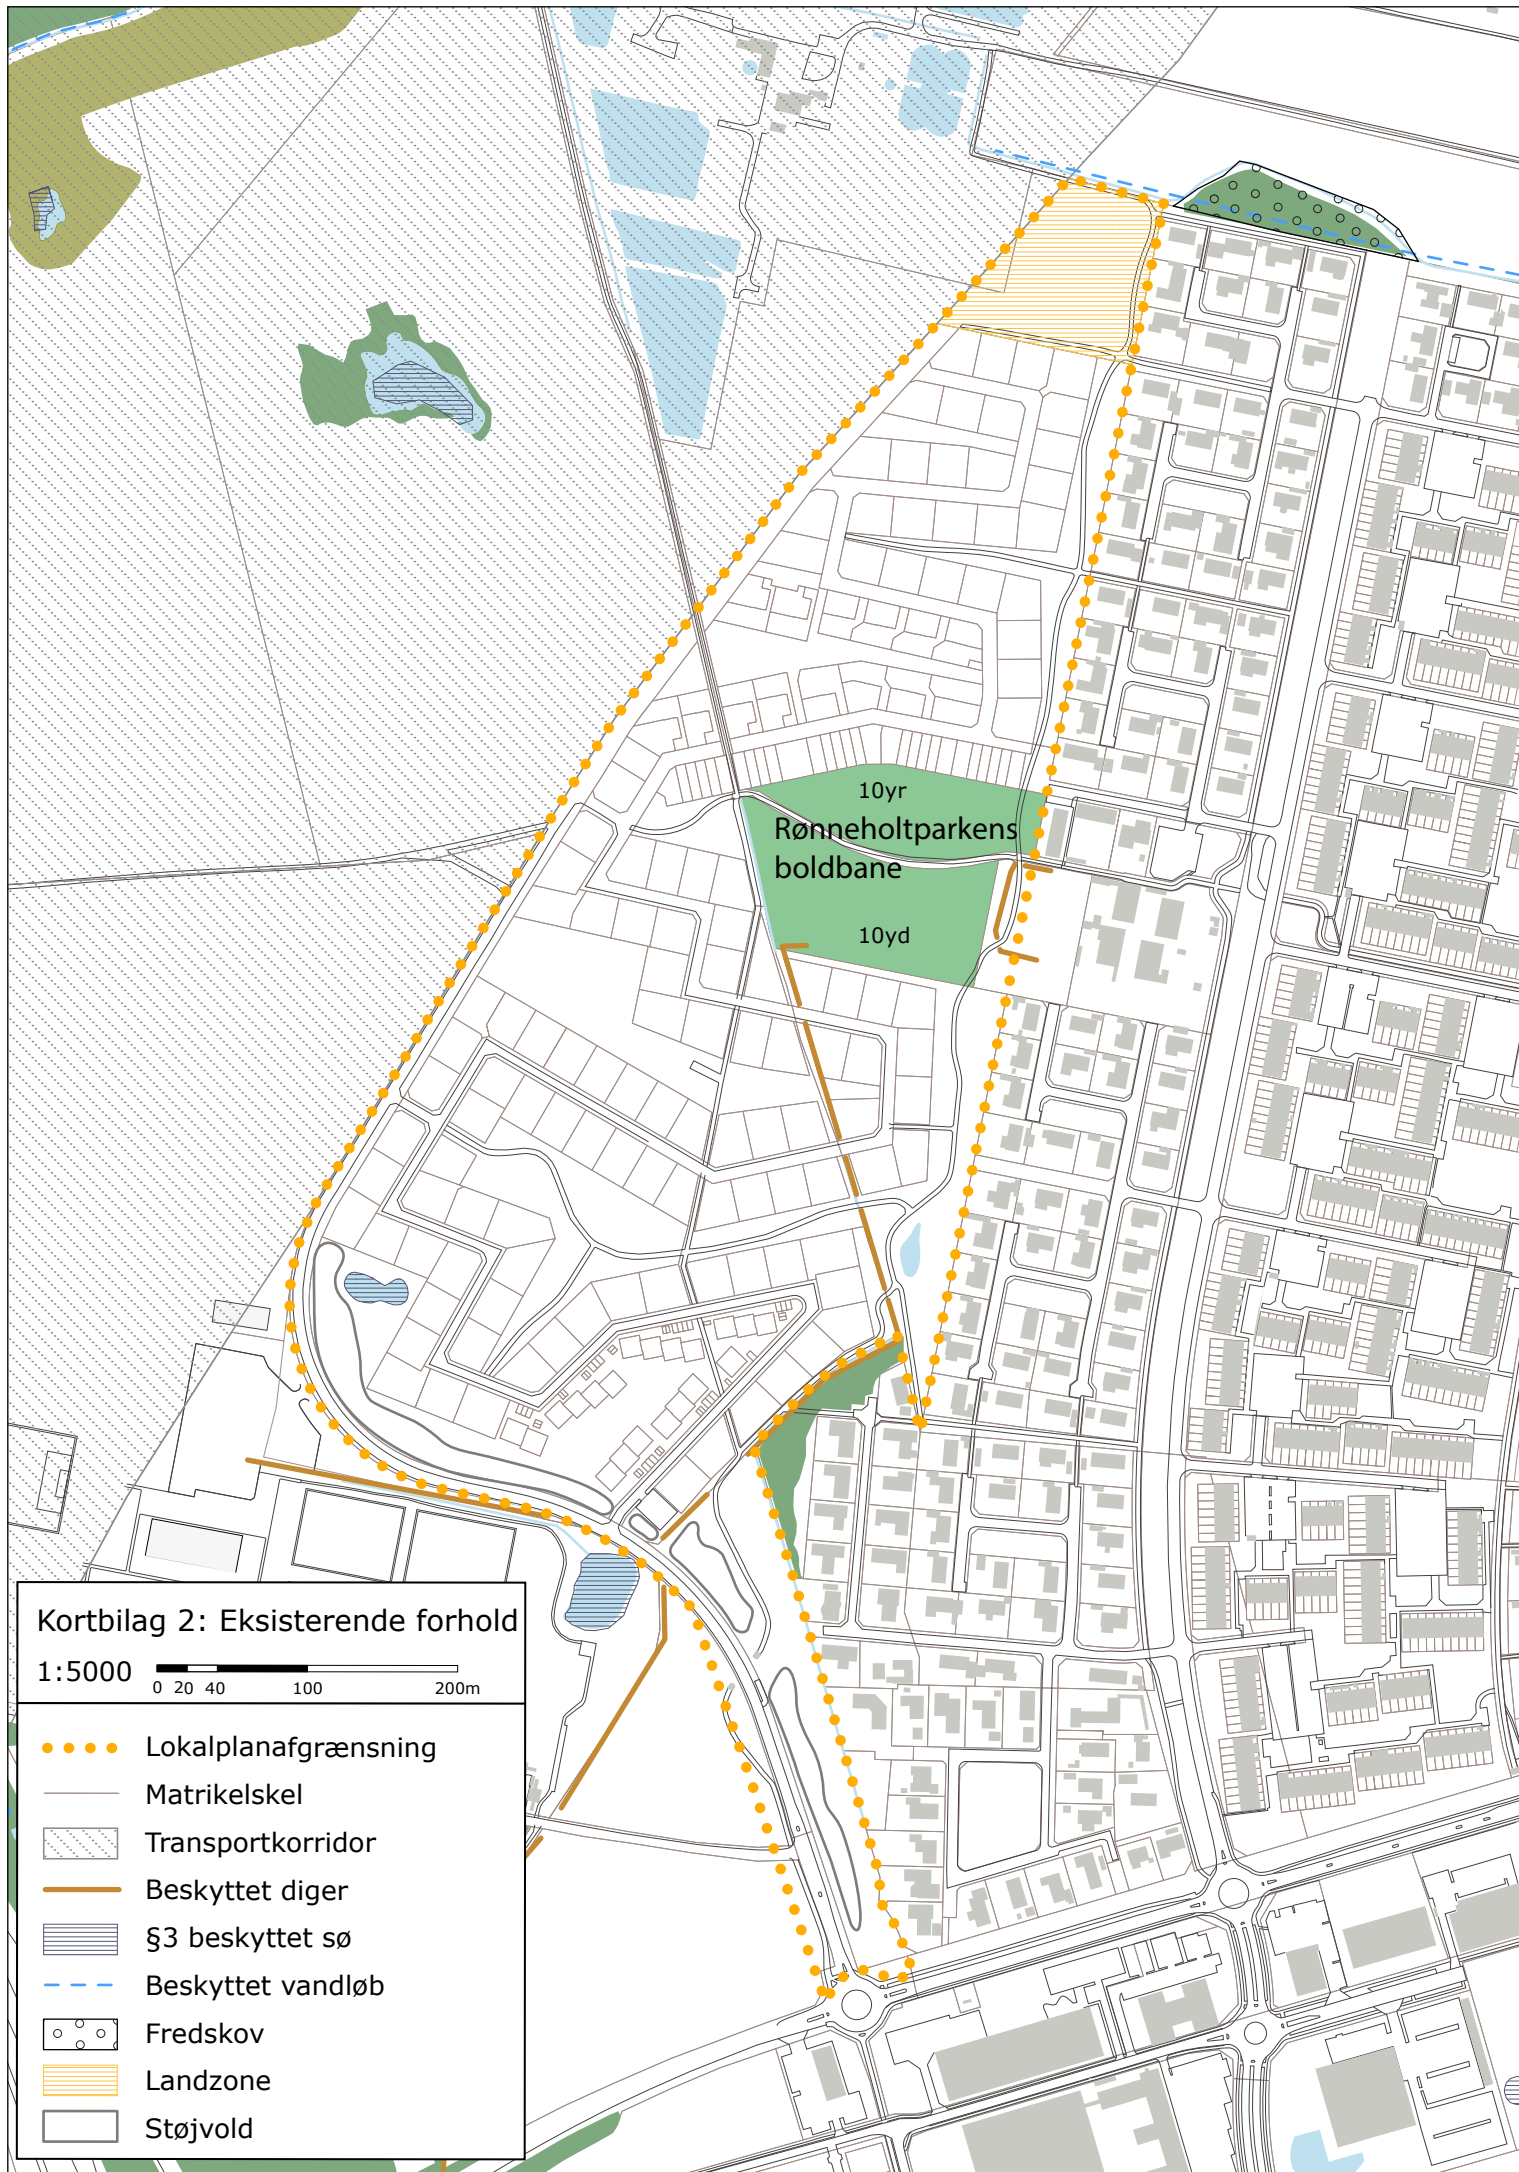 10yr
Rønneholtparkens
boldbane
10yd
Kortbilag 2: Eksisterende forhold
1:5000
0 20 40 100 200m
Lokalplanafgrænsning
Matrikelskel
Transportkorridor
Beskyttet diger
§3 beskyttet sø
Beskyttet vandløb
Fredskov
Landzone
Støjvold